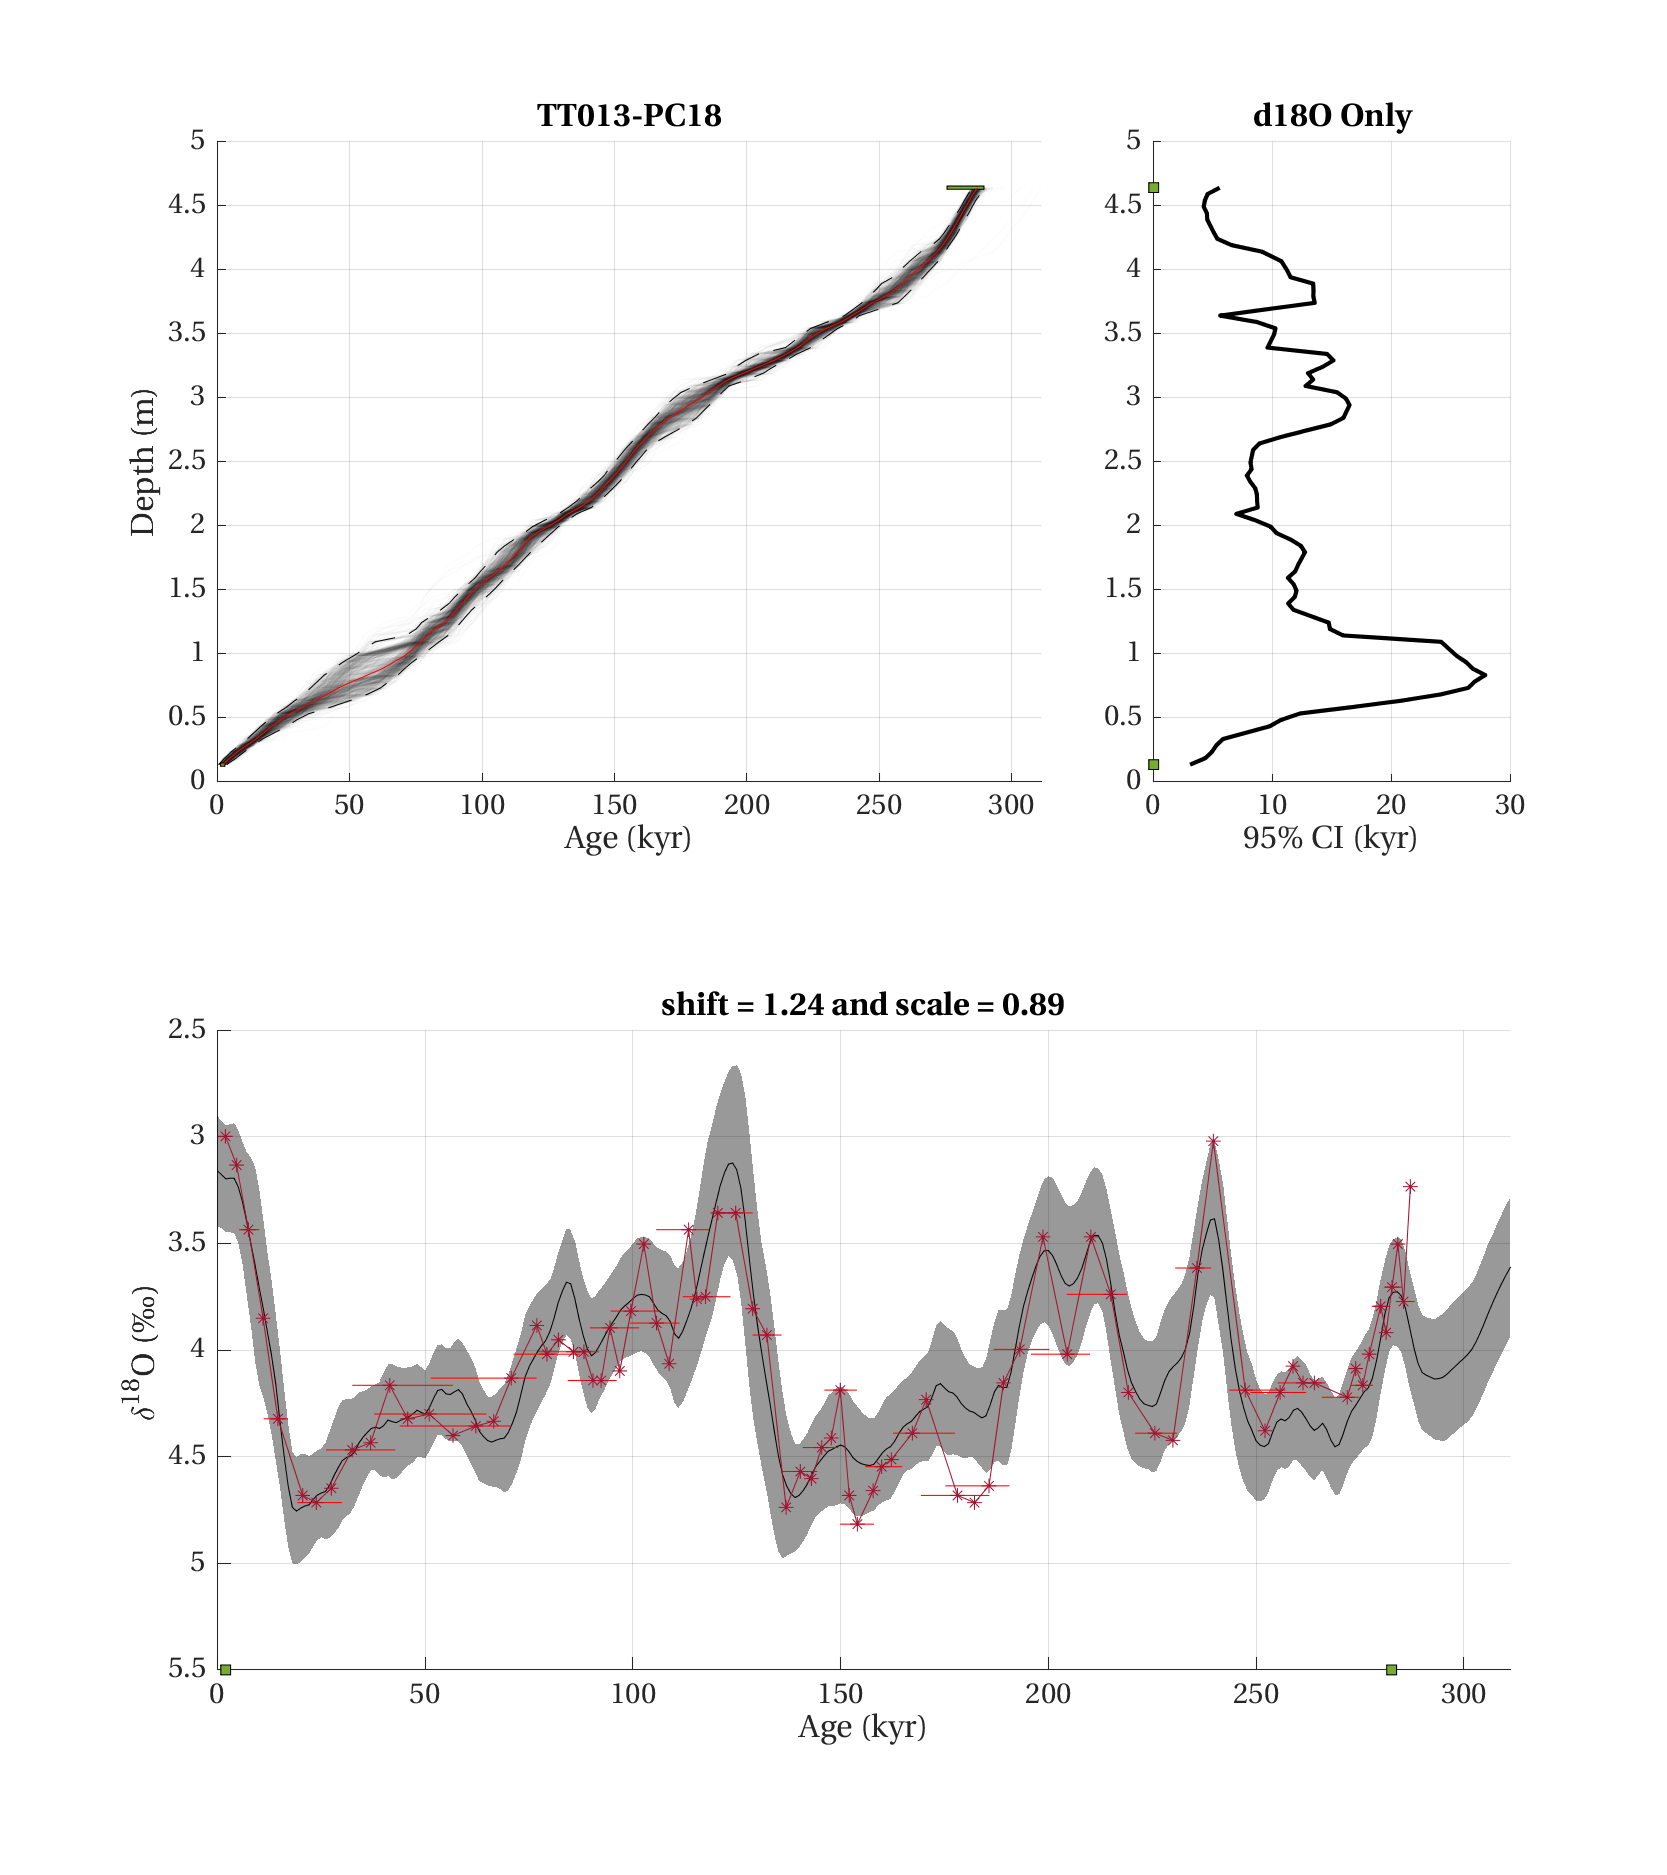 TT013-PC18
5
4.5
4
3.5
3
2.5
2
1.5
1
0.5
0
Depth (m)
0 50 100 150 200 250 300
Age (kyr)
d18O Only
5
4.5
4
3.5
3
2.5
2
1.5
1
0.5
0
0 10 20 30
95% CI (kyr)
shift = 1.24 and scale = 0.89
2.5
3
3.5
4
4.5
5
5.5
δ¹⁸O (‰)
0 50 100 150 200 250 300
Age (kyr)